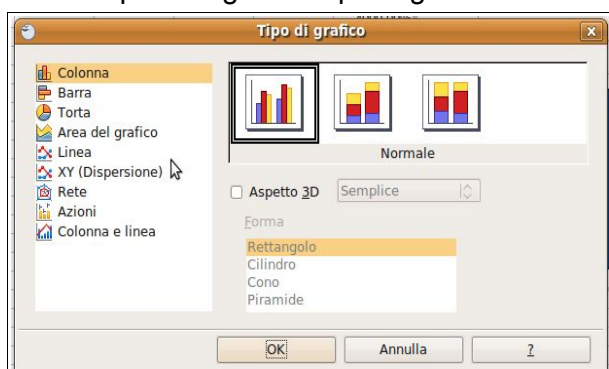 Tipo di grafico
Colonna
Barra
Torta
Area del grafico
Linea
XY (Dispersione)
Rete
Azioni
Colonna e linea
Normale
Aspetto 3D
Semplice
Forma
Rettangolo
Cilindro
Cono
Piramide
OK
Annulla
?